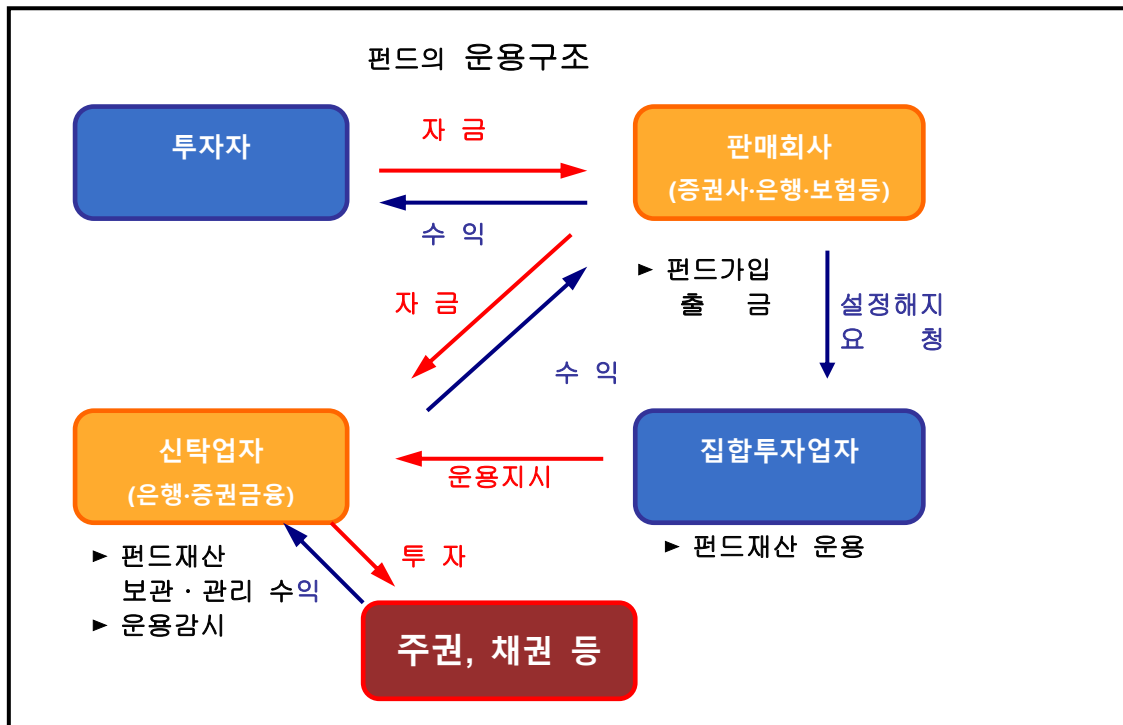 펀드의 운용구조
투자자
자 금
판매회사
(증권사·은행·보험등)
수 익
► 펀드가입
출 금
자 금
설정해지
요 청
수 익
신탁업자
(은행·증권금융)
운용지시
집합투자업자
► 펀드재산 운용
► 펀드재산
보관 · 관리 수익
► 운용감시
투 자
주권, 채권 등